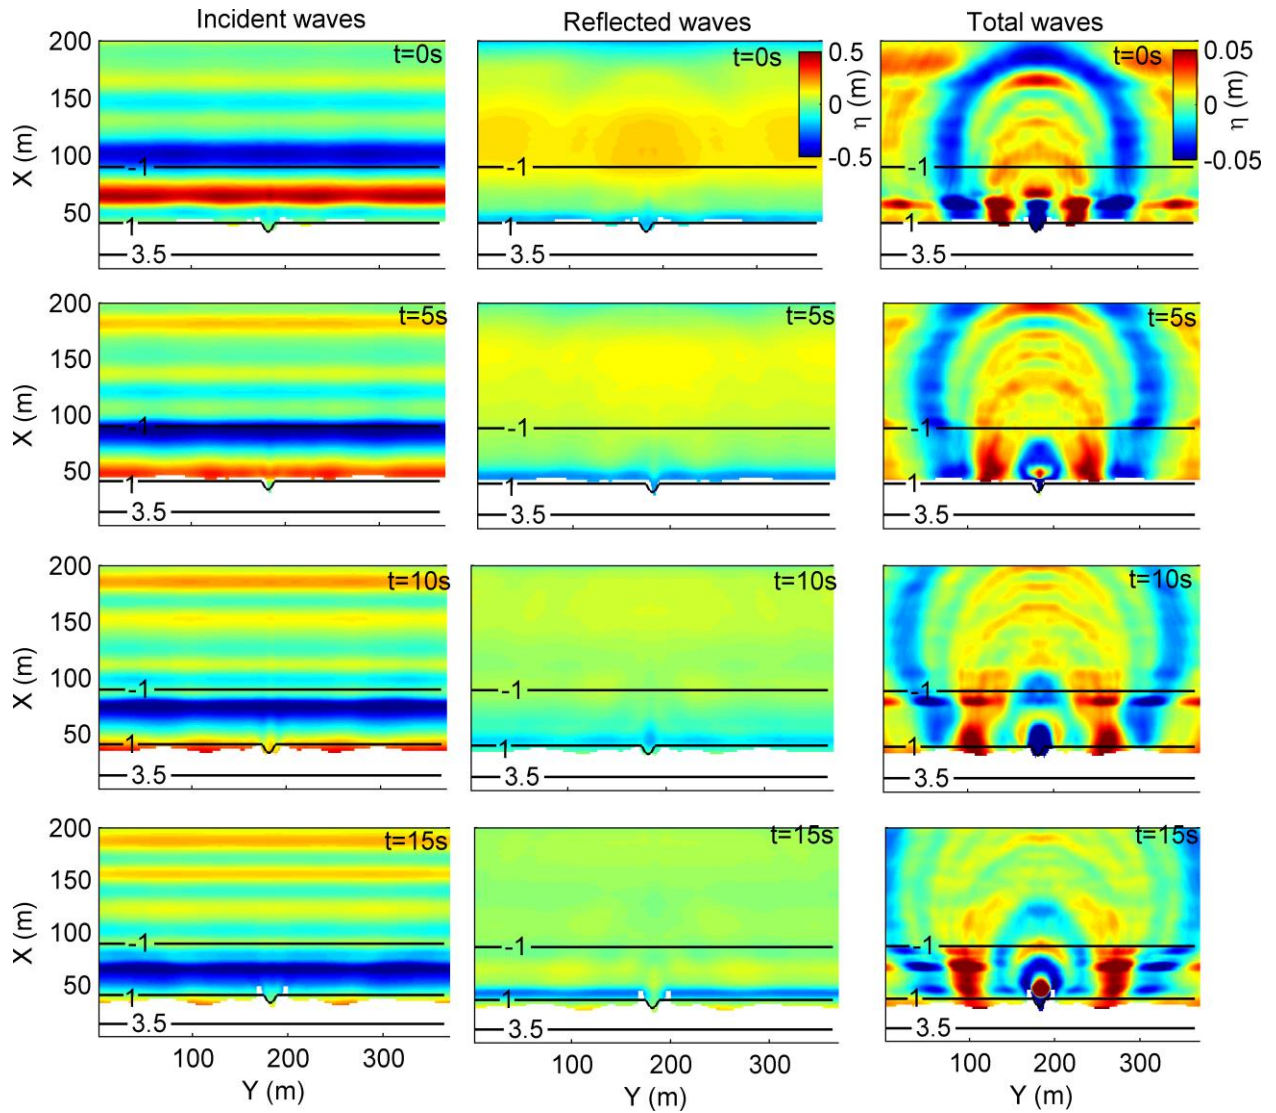 Incident waves
Reflected waves
Total waves
200
150
100
50
X (m)
t=0s
-1
1
3.5
t=0s
0.5
0
-0.5
η (m)
-1
1
3.5
t=0s
0.05
0
-0.05
η (m)
-1
1
3.5
200
150
100
50
X (m)
t=5s
-1
1
3.5
t=5s
-1
1
3.5
t=5s
-1
1
3.5
200
150
100
50
X (m)
t=10s
-1
1
3.5
t=10s
-1
1
3.5
t=10s
-1
1
3.5
200
150
100
50
X (m)
t=15s
-1
1
3.5
t=15s
-1
1
3.5
t=15s
-1
1
3.5
100 200 300
Y (m)
100 200 300
Y (m)
100 200 300
Y (m)